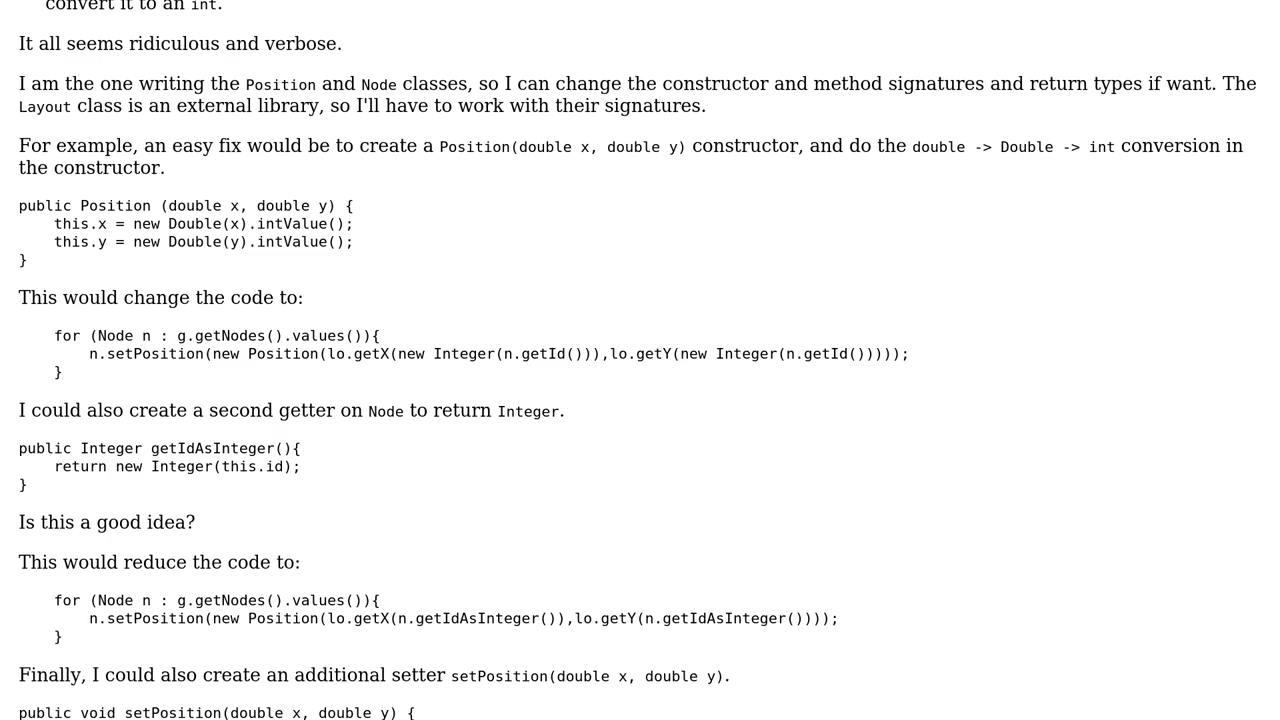 convert it to an int.
It all seems ridiculous and verbose.
I am the one writing the Position and Node classes, so I can change the constructor and method signatures and return types if want. The
Layout class is an external library, so I'll have to work with their signatures.
For example, an easy fix would be to create a Position(double x, double y) constructor, and do the double -> Double -> int conversion in
the constructor.
public Position (double x, double y) {
    this.x = new Double(x).intValue();
    this.y = new Double(y).intValue();
}
This would change the code to:
    for (Node n : g.getNodes().values()){
        n.setPosition(new Position(lo.getX(new Integer(n.getId())),lo.getY(new Integer(n.getId()))));
    }
I could also create a second getter on Node to return Integer.
public Integer getIdAsInteger(){
    return new Integer(this.id);
}
Is this a good idea?
This would reduce the code to:
    for (Node n : g.getNodes().values()){
        n.setPosition(new Position(lo.getX(n.getIdAsInteger()),lo.getY(n.getIdAsInteger())));
    }
Finally, I could also create an additional setter setPosition(double x, double y).
public void setPosition(double x, double y) {